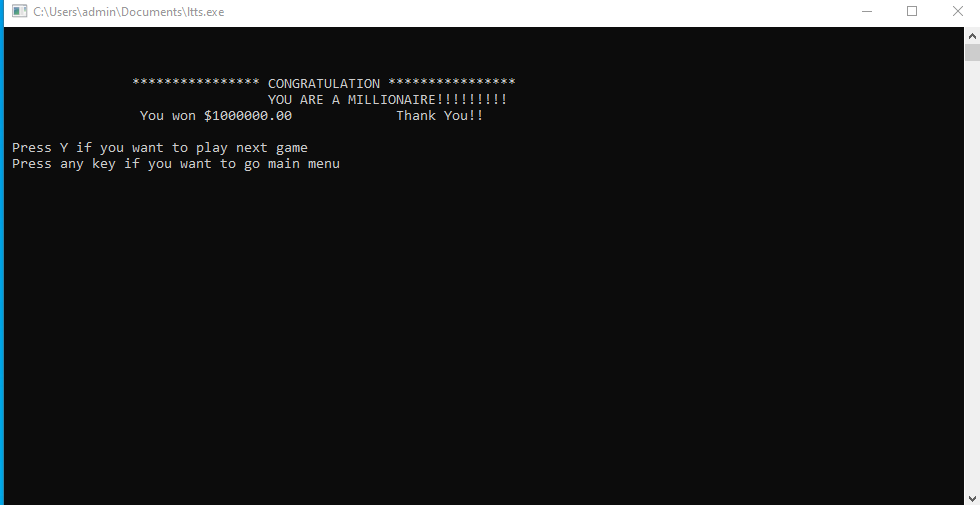 C:\Users\admin\Documents\ltts.exe
**************** CONGRATULATION ****************
YOU ARE A MILLIONAIRE!!!!!!!!!
You won $1000000.00 Thank You!!
Press Y if you want to play next game
Press any key if you want to go main menu